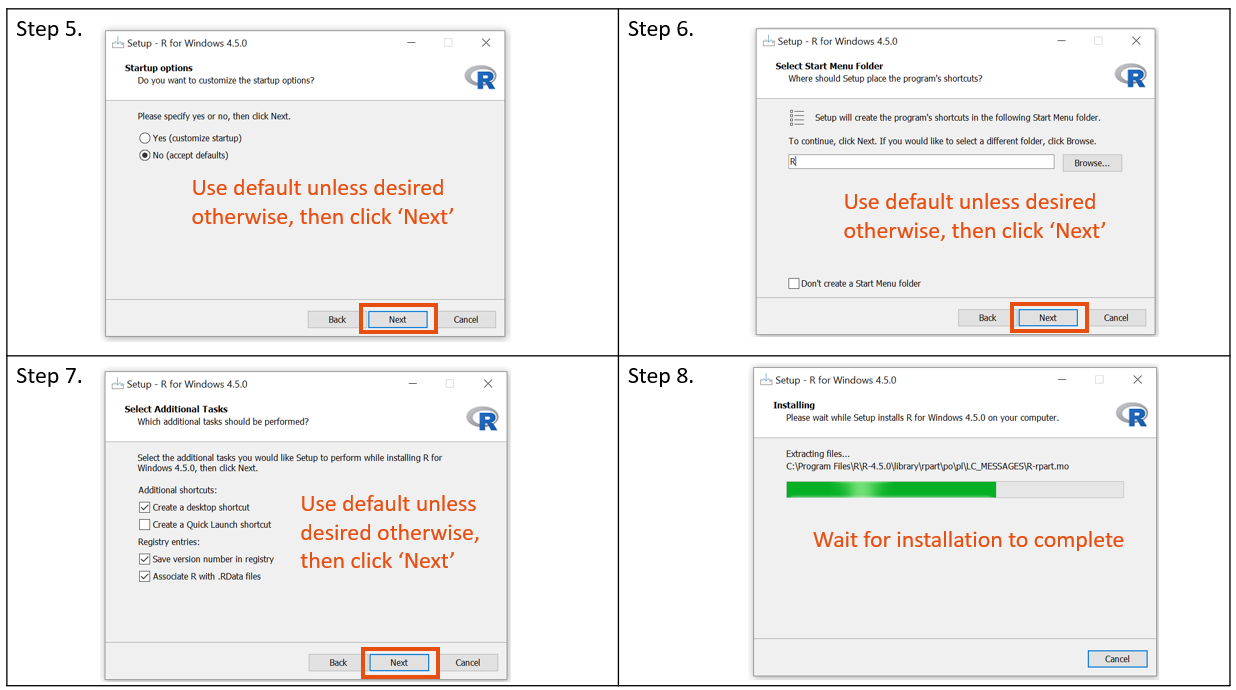 Step 5.
Setup - R for Windows 4.5.0
Startup options
Do you want to customize the startup options?
R
Please specify yes or no, then click Next.
Yes (customize startup)
No (accept defaults)
Use default unless desired
otherwise, then click ‘Next’
Back
Next
Cancel
Step 6.
Setup - R for Windows 4.5.0
Select Start Menu Folder
Where should Setup place the program's shortcuts?
R
Setup will create the program's shortcuts in the following Start Menu folder.
To continue, click Next. If you would like to select a different folder, click Browse.
R
Browse...
Use default unless desired
otherwise, then click ‘Next’
Don't create a Start Menu folder
Back
Next
Cancel
Step 7.
Setup - R for Windows 4.5.0
Select Additional Tasks
Which additional tasks should be performed?
R
Select the additional tasks you would like Setup to perform while installing R for
Windows 4.5.0, then click Next.
Additional shortcuts:
Create a desktop shortcut
Create a Quick Launch shortcut
Registry entries:
Save version number in registry
Associate R with .RData files
Use default unless
desired otherwise,
then click ‘Next’
Back
Next
Cancel
Step 8.
Setup - R for Windows 4.5.0
Installing
Please wait while Setup installs R for Windows 4.5.0 on your computer.
R
Extracting files...
C:\Program Files\R\R-4.5.0\library\rpart\po\pl\LC_MESSAGES\R-rpart.mo
Wait for installation to complete
Cancel